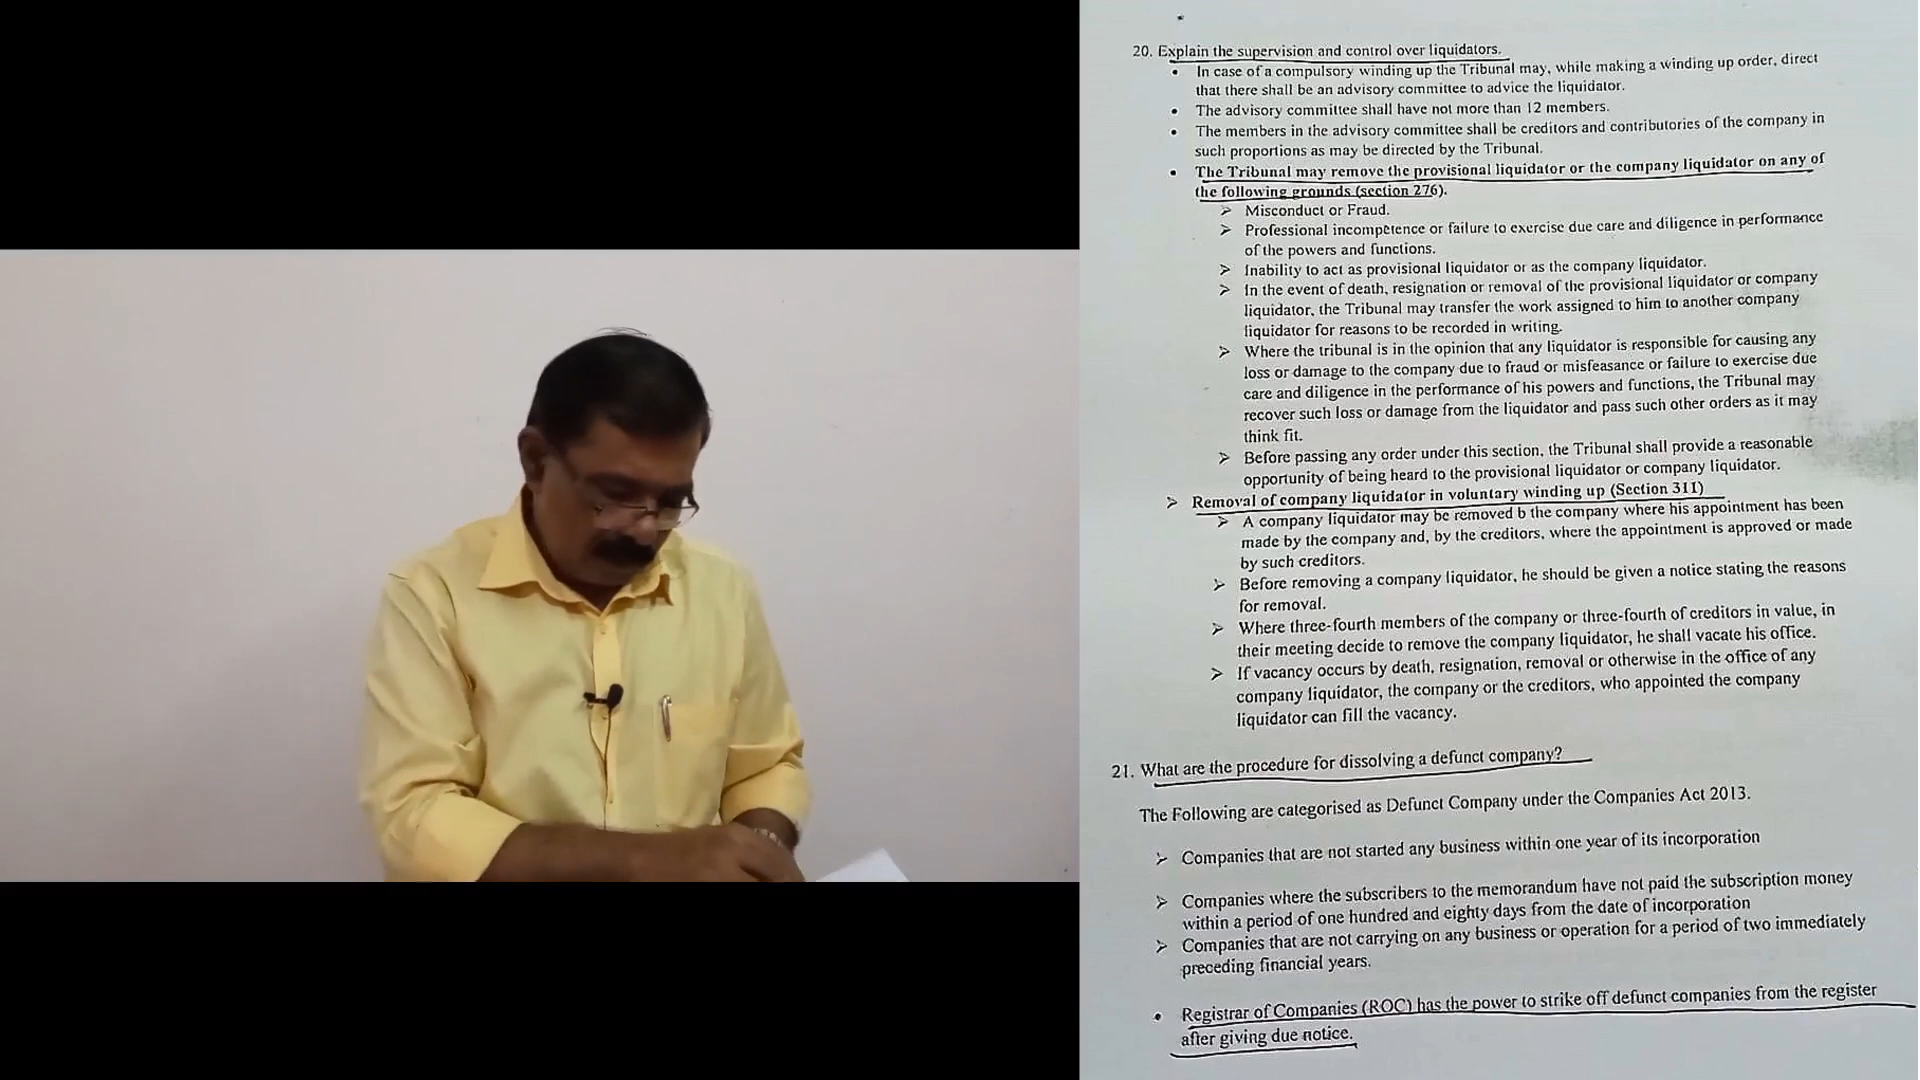 20. Explain the supervision and control over liquidators.
• In case of a compulsory winding up the Tribunal may, while making a winding up order, direct
that there shall be an advisory committee to advice the liquidator.
• The advisory committee shall have not more than 12 members.
• The members in the advisory committee shall be creditors and contributories of the company in
such proportions as may be directed by the Tribunal.
• The Tribunal may remove the provisional liquidator or the company liquidator on any of
the following grounds (section 276).
➢ Misconduct or Fraud.
➢ Professional incompetence or failure to exercise due care and diligence in performance
of the powers and functions.
➢ Inability to act as provisional liquidator or as the company liquidator.
➢ In the event of death, resignation or removal of the provisional liquidator or company
liquidator, the Tribunal may transfer the work assigned to him to another company
liquidator for reasons to be recorded in writing.
➢ Where the tribunal is in the opinion that any liquidator is responsible for causing any
loss or damage to the company due to fraud or misfeasance or failure to exercise due
care and diligence in the performance of his powers and functions, the Tribunal may
recover such loss or damage from the liquidator and pass such other orders as it may
think fit.
➢ Before passing any order under this section, the Tribunal shall provide a reasonable
opportunity of being heard to the provisional liquidator or company liquidator.
➢ Removal of company liquidator in voluntary winding up (Section 311)
➢ A company liquidator may be removed b the company where his appointment has been
made by the company and, by the creditors, where the appointment is approved or made
by such creditors.
➢ Before removing a company liquidator, he should be given a notice stating the reasons
for removal.
➢ Where three-fourth members of the company or three-fourth of creditors in value, in
their meeting decide to remove the company liquidator, he shall vacate his office.
➢ If vacancy occurs by death, resignation, removal or otherwise in the office of any
company liquidator, the company or the creditors, who appointed the company
liquidator can fill the vacancy.
21. What are the procedure for dissolving a defunct company?
The Following are categorised as Defunct Company under the Companies Act 2013.
➢ Companies that are not started any business within one year of its incorporation
➢ Companies where the subscribers to the memorandum have not paid the subscription money
within a period of one hundred and eighty days from the date of incorporation
➢ Companies that are not carrying on any business or operation for a period of two immediately
preceding financial years.
• Registrar of Companies (ROC) has the power to strike off defunct companies from the register
after giving due notice.